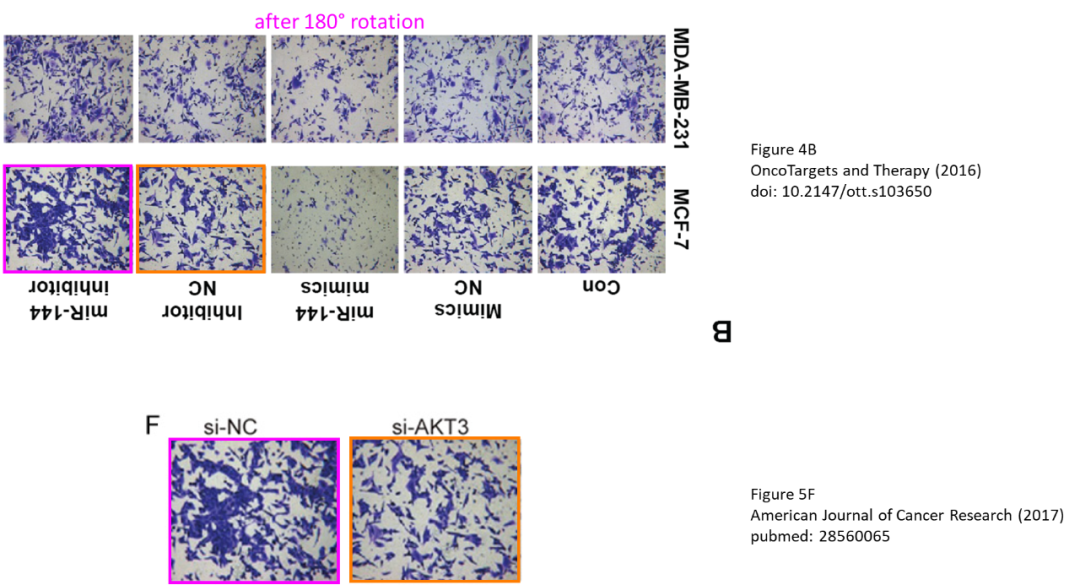 after 180° rotation
MDA-MB-231
MCF-7
miR-144
inhibitor
Inhibitor
NC
miR-144
mimics
Mimics
NC
Con
B
Figure 4B
OncoTargets and Therapy (2016)
doi: 10.2147/ott.s103650
F
si-NC
si-AKT3
Figure 5F
American Journal of Cancer Research (2017)
pubmed: 28560065